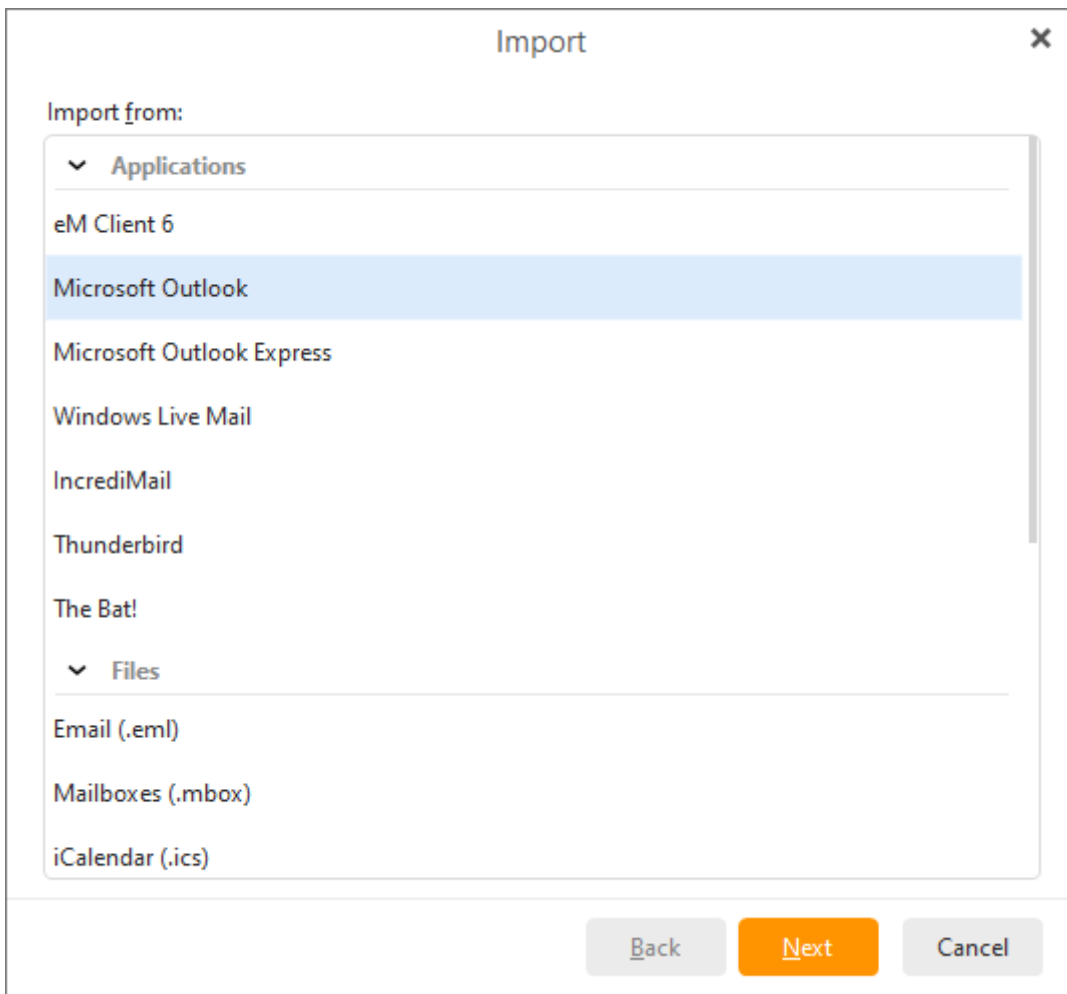 Import
Import from:
Applications
eM Client 6
Microsoft Outlook
Microsoft Outlook Express
Windows Live Mail
IncrediMail
Thunderbird
The Bat!
Files
Email (.eml)
Mailboxes (.mbox)
iCalendar (.ics)
Back Next Cancel